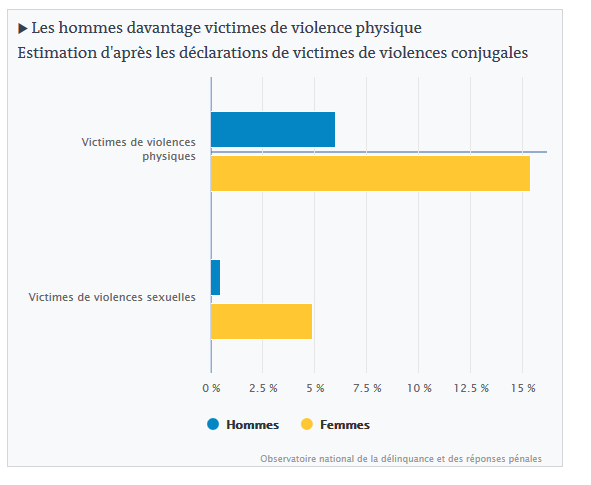 ▶ Les hommes davantage victimes de violence physique
Estimation d'après les déclarations de victimes de violences conjugales
Victimes de violences
physiques
Victimes de violences sexuelles
0 % 2.5 % 5 % 7.5 % 10 % 12.5 % 15 %
Hommes Femmes
Observatoire national de la délinquance et des réponses pénales